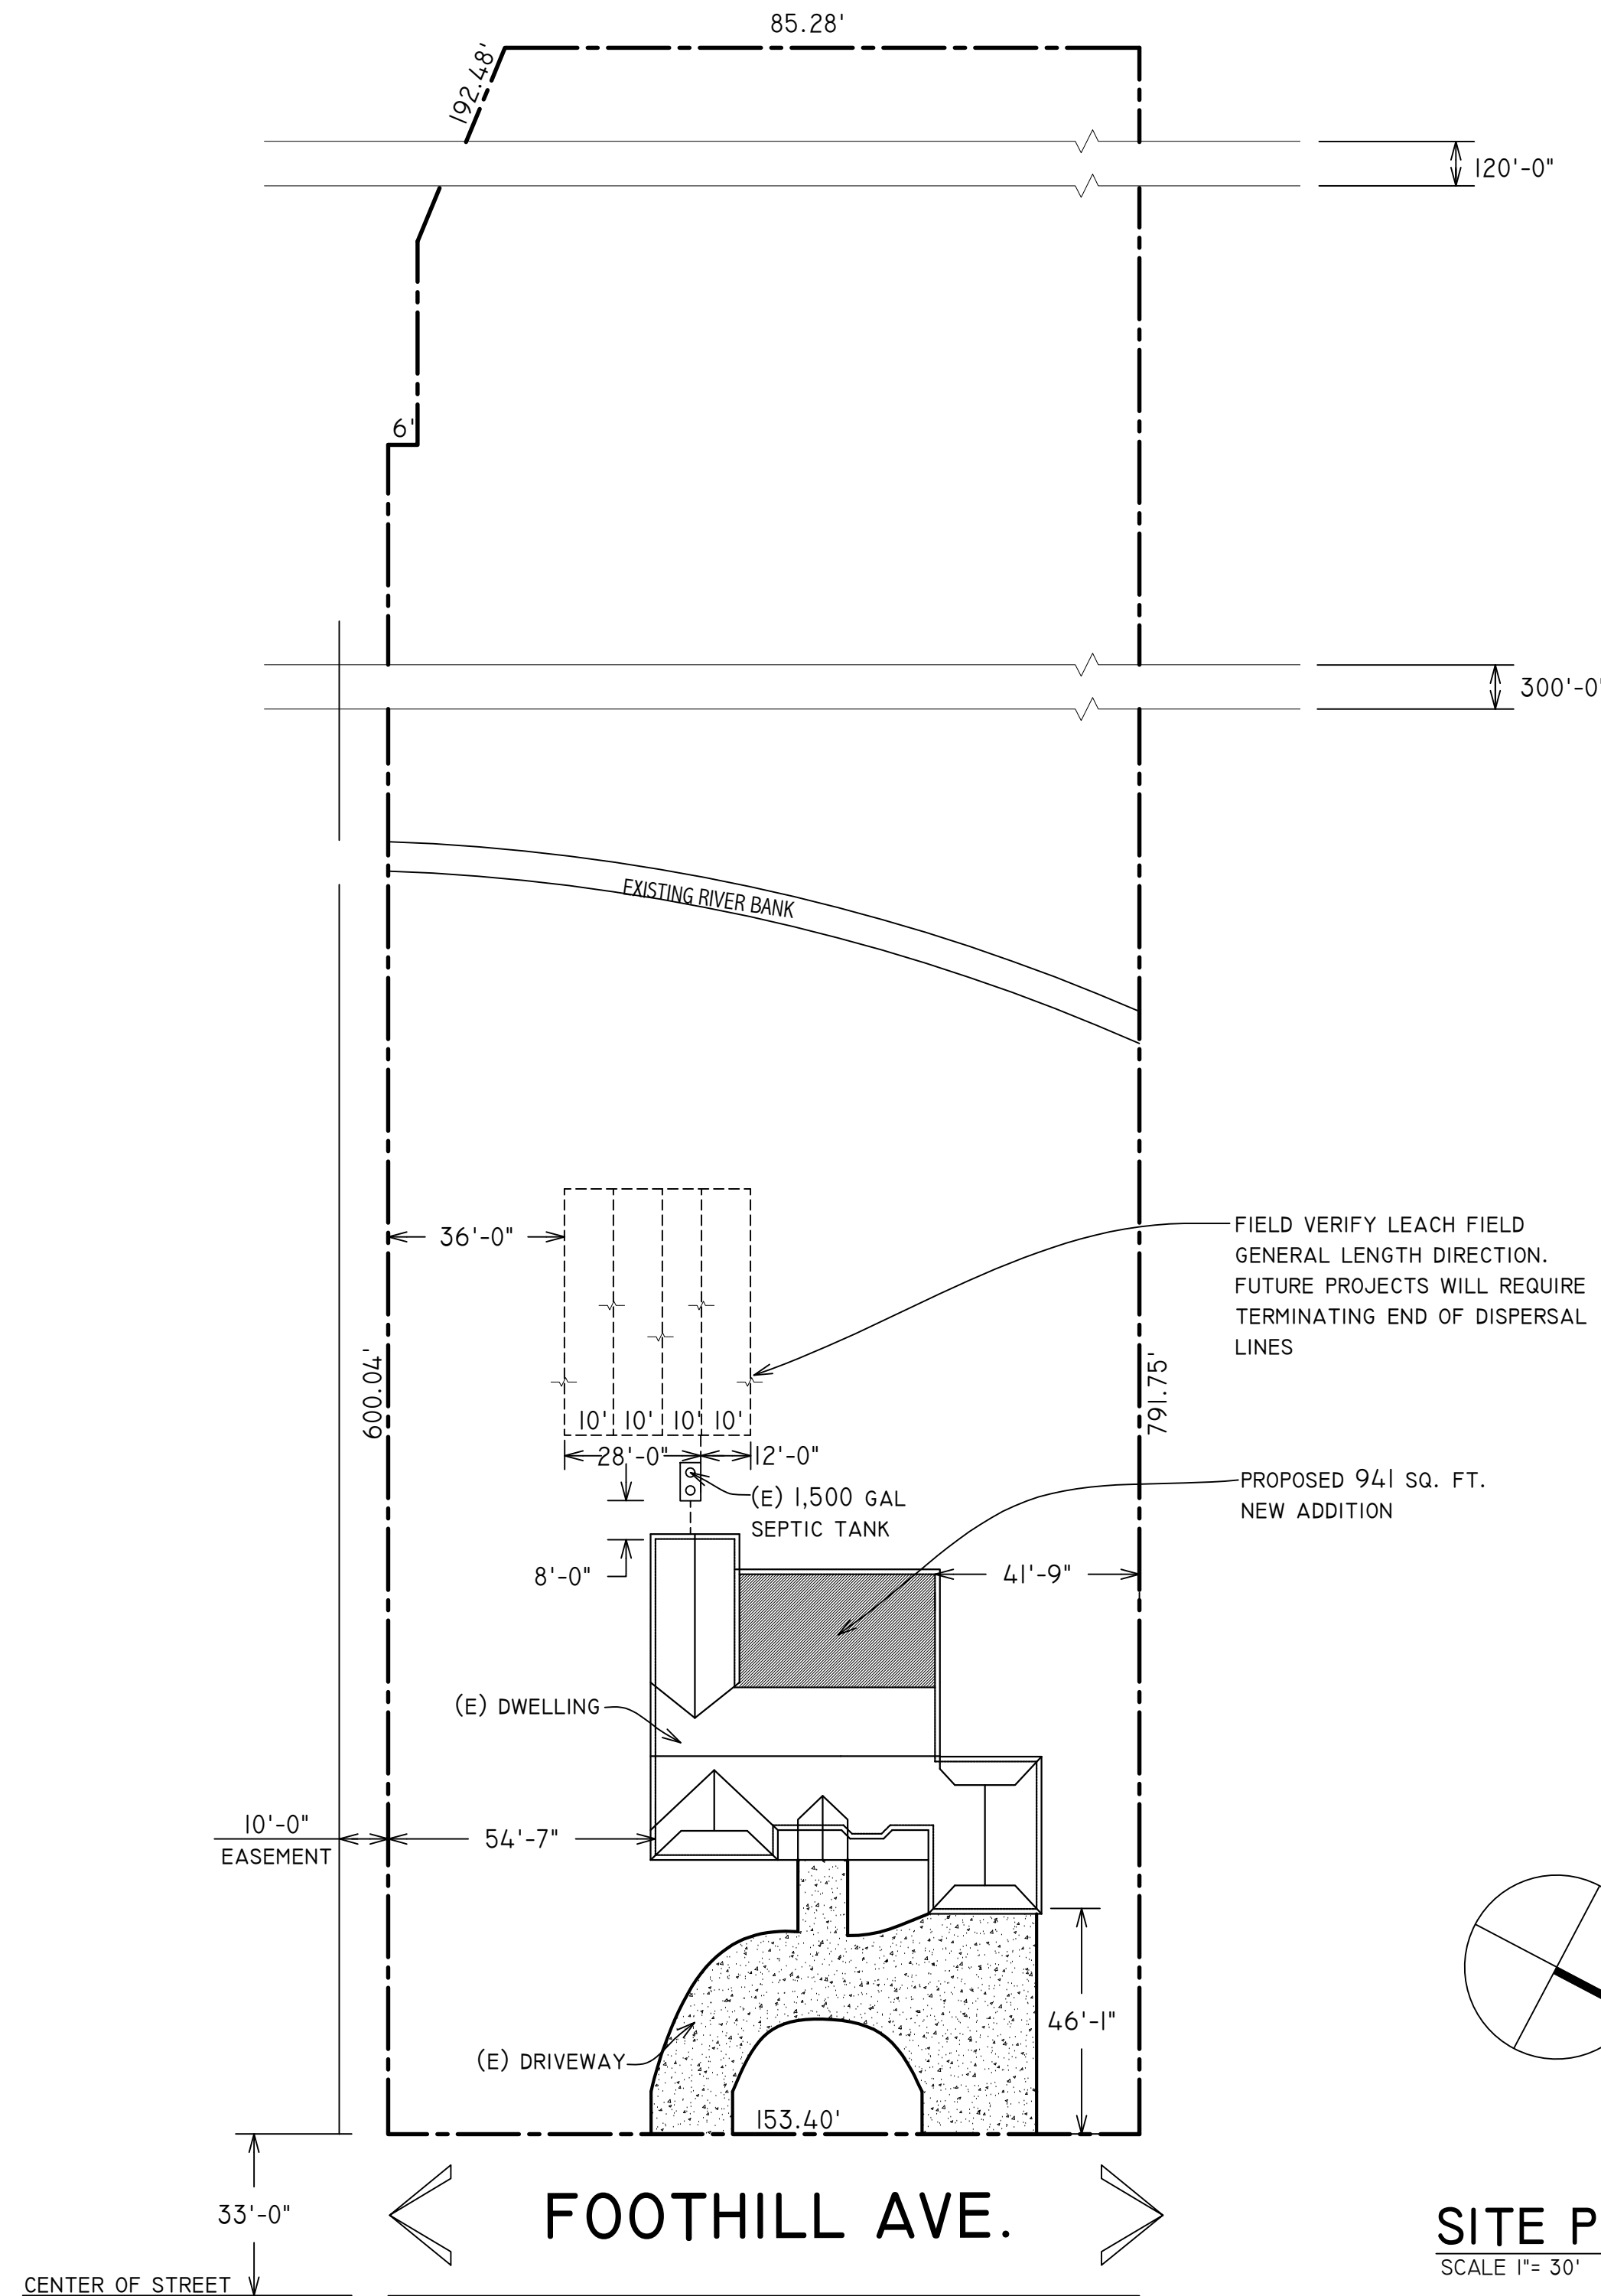 85.28'
192.48'
120'-0"
6'
300'-0'
EXISTING RIVER BANK
36'-0"
FIELD VERIFY LEACH FIELD
GENERAL LENGTH DIRECTION.
FUTURE PROJECTS WILL REQUIRE
TERMINATING END OF DISPERSAL
LINES
600.04'
791.75'
10' 10' 10' 10'
28'-0" 12'-0"
(E) 1,500 GAL
SEPTIC TANK
PROPOSED 941 SQ. FT.
NEW ADDITION
8'-0"
41'-9"
(E) DWELLING
10'-0"
EASEMENT
54'-7"
46'-1"
(E) DRIVEWAY
153.40'
33'-0"
FOOTHILL AVE.
SITE P
SCALE 1"= 30'
CENTER OF STREET